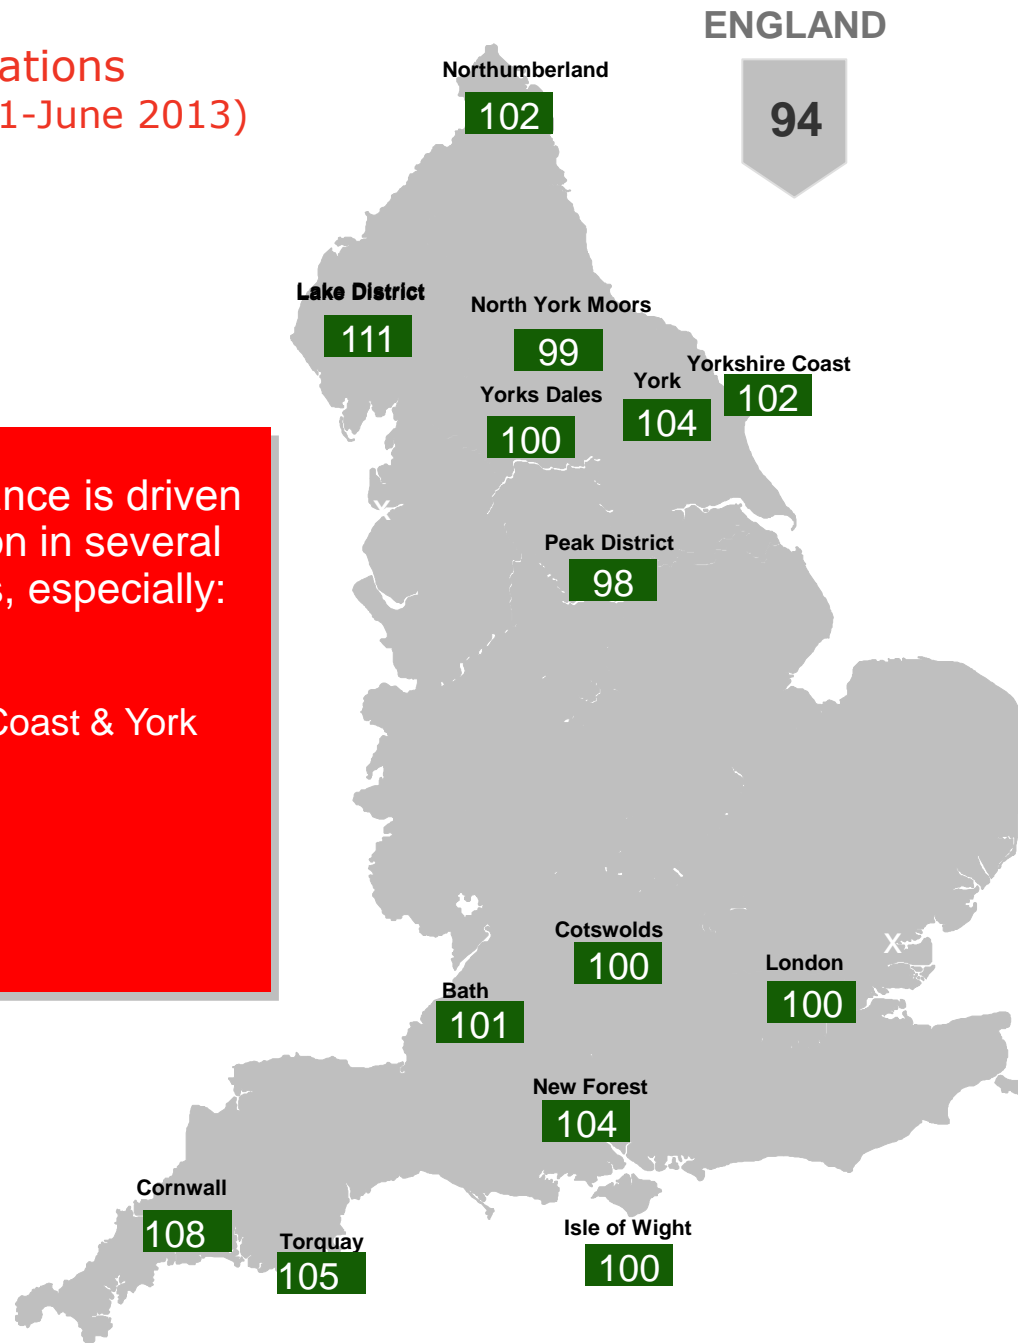 ENGLAND
94
ations
1-June 2013)
Northumberland
102
Lake District
111
North York Moors
99
Yorkshire Coast
102
York
104
Yorks Dales
100
ance is driven
on in several
s, especially:
Coast & York
x
Peak District
98
Cotswolds
100
x
London
100
Bath
101
New Forest
104
Cornwall
108
Torquay
105
Isle of Wight
100